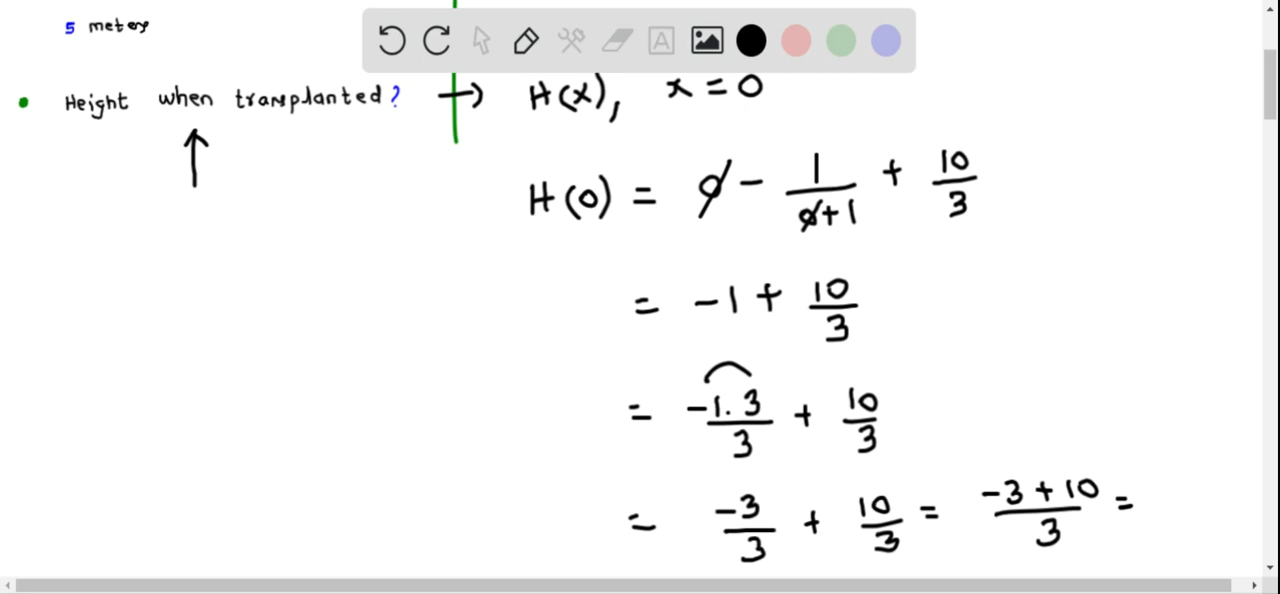 5 meters
• Height when transplanted? → H(x), x = 0
H(0) = 0 - 1/(0+1) + 10/3
= -1 + 10/3
= (-1.3)/3 + 10/3
= (-3)/3 + 10/3 = (-3+10)/3 =